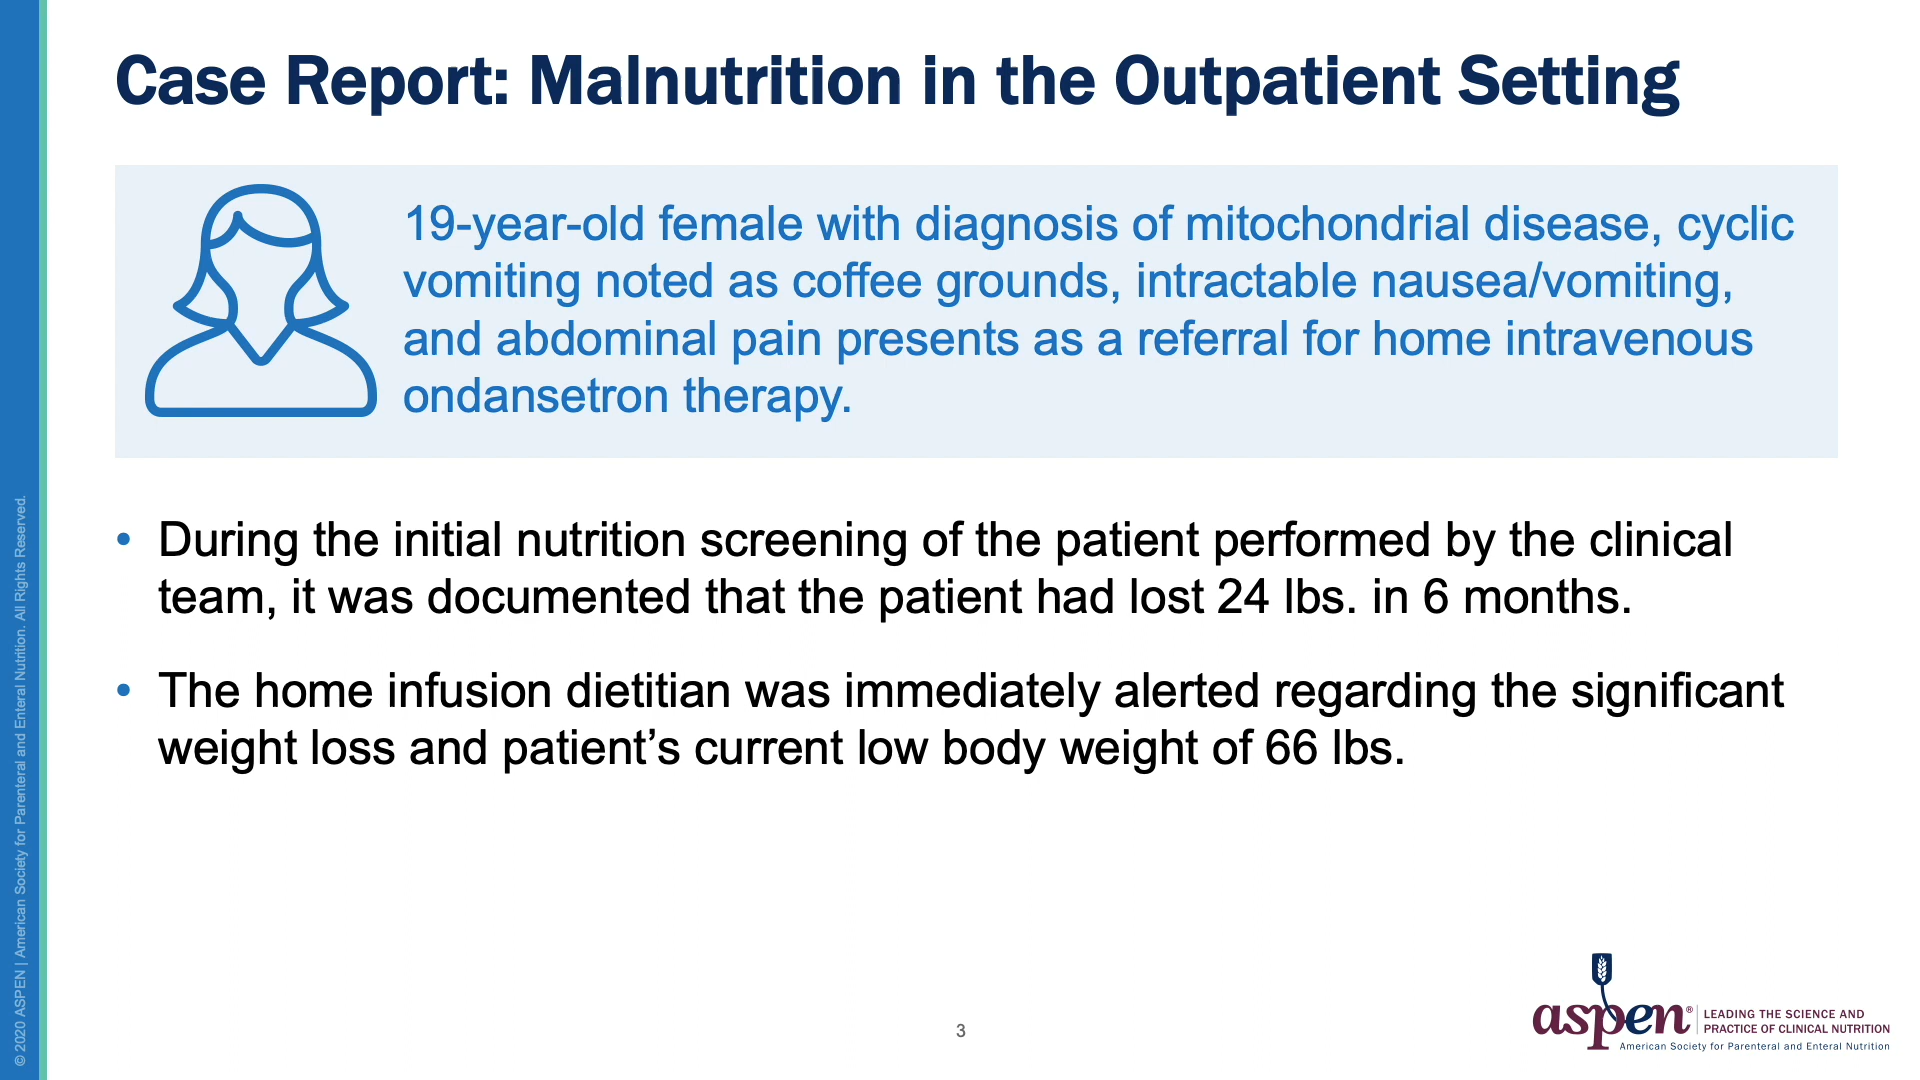 Case Report: Malnutrition in the Outpatient Setting
19-year-old female with diagnosis of mitochondrial disease, cyclic
vomiting noted as coffee grounds, intractable nausea/vomiting,
and abdominal pain presents as a referral for home intravenous
ondansetron therapy.
• During the initial nutrition screening of the patient performed by the clinical
team, it was documented that the patient had lost 24 lbs. in 6 months.
• The home infusion dietitian was immediately alerted regarding the significant
weight loss and patient’s current low body weight of 66 lbs.
© 2020 ASPEN | American Society for Parenteral and Enteral Nutrition. All Rights Reserved.
3
aspen®
LEADING THE SCIENCE AND
PRACTICE OF CLINICAL NUTRITION
American Society for Parenteral and Enteral Nutrition